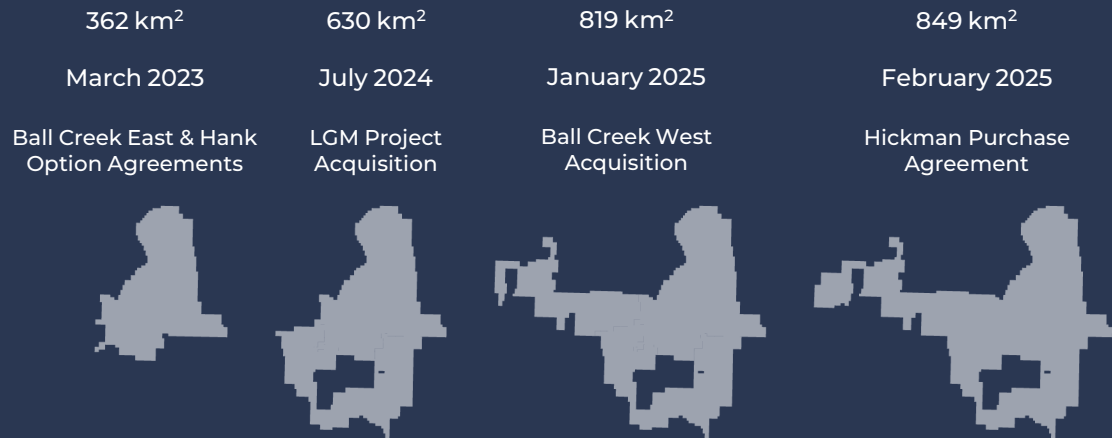 362 km²
March 2023
Ball Creek East & Hank
Option Agreements
630 km²
July 2024
LGM Project
Acquisition
819 km²
January 2025
Ball Creek West
Acquisition
849 km²
February 2025
Hickman Purchase
Agreement